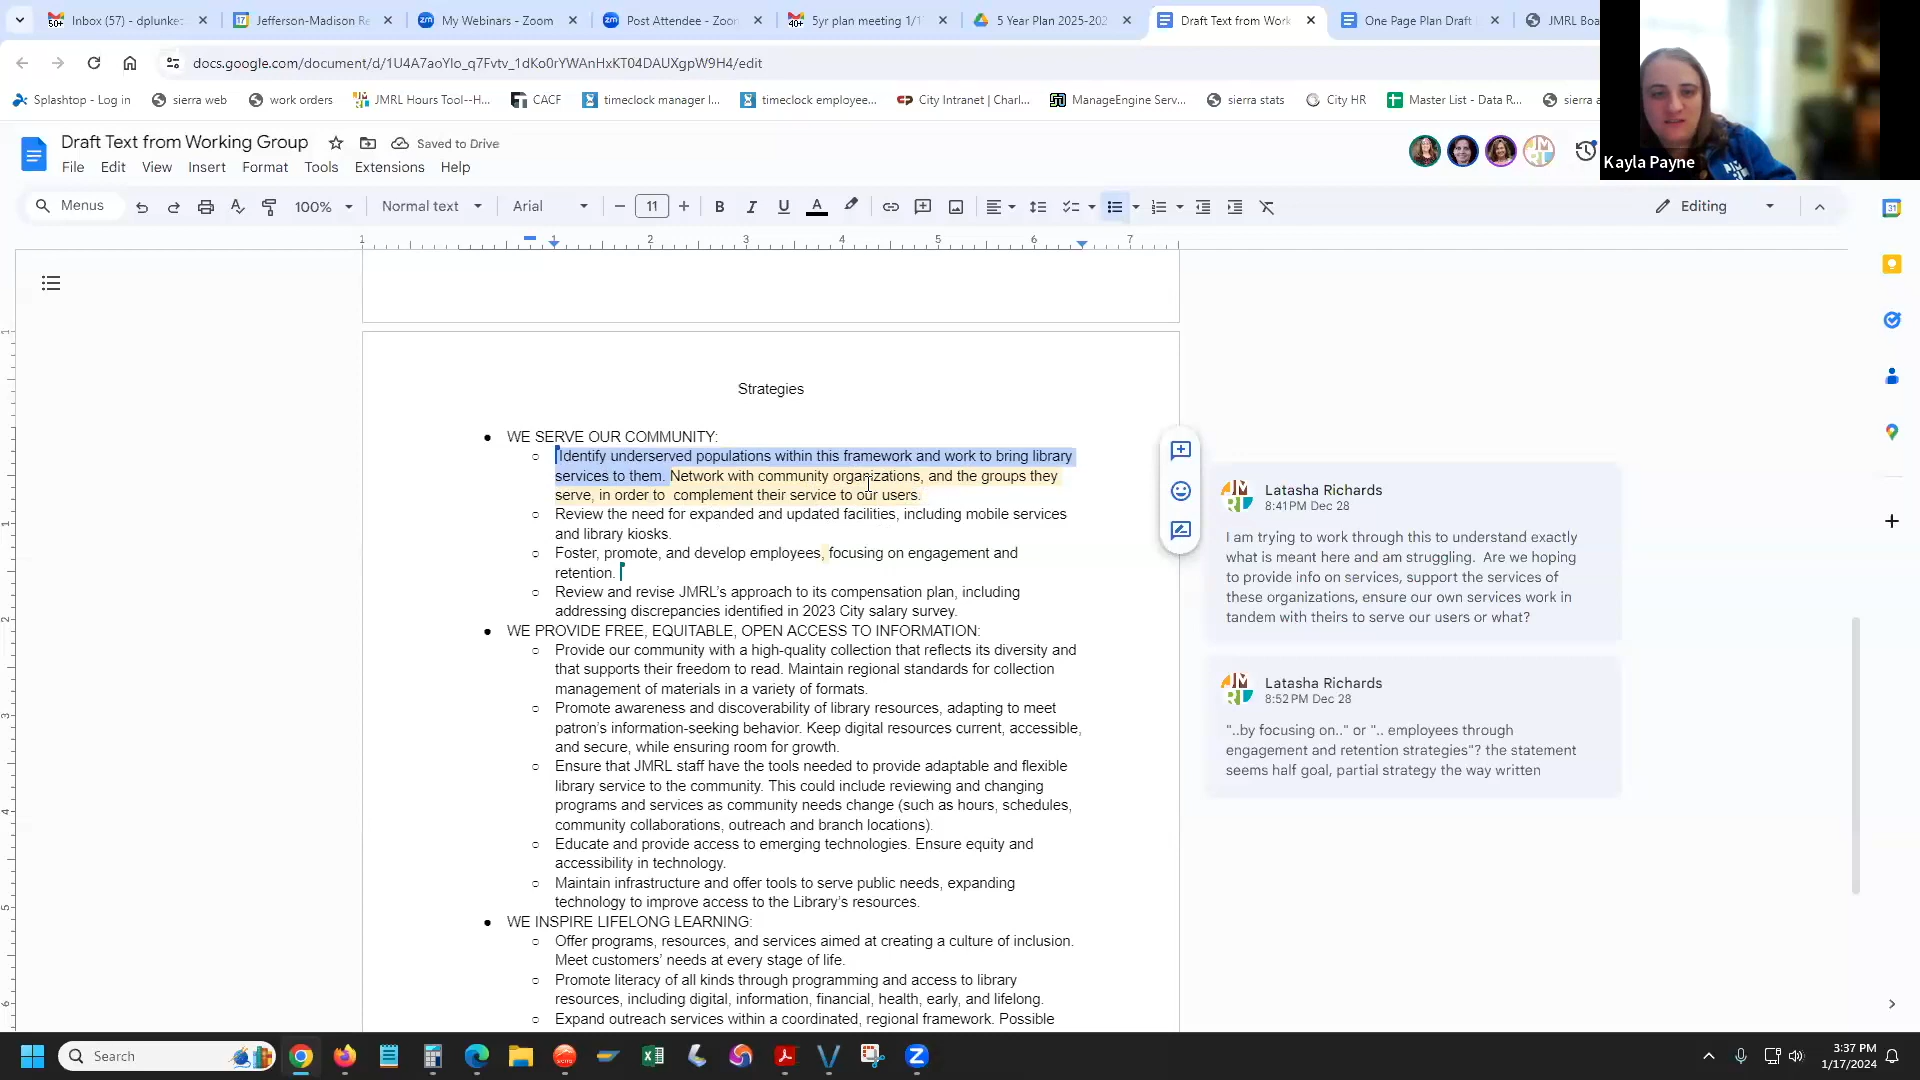 Inbox (57) - dplunke
Jefferson-Madison Re
My Webinars - Zoom
Post Attendee - Zoom
5yr plan meeting 1/1
5 Year Plan 2025-202
Draft Text from Work
One Page Plan Draft
JMRL Boa
docs.google.com/document/d/1U4A7aoYIo_q7Fvtv_1dKo0rYWAnHxKT04DAUXgpW9H4/edit
Splashtop - Log in
sierra web
work orders
JMRL Hours Tool--H...
CACF
timeclock manager l...
timeclock employee...
City Intranet | Charl...
ManageEngine Serv...
sierra stats
City HR
Master List - Data R...
sierra a
Draft Text from Working Group
Saved to Drive
Kayla Payne
File Edit View Insert Format Tools Extensions Help
Menus
100%
Normal text
Arial
11
Editing
1 1 2 3 4 5 6 7
Strategies
● WE SERVE OUR COMMUNITY:
○ Identify underserved populations within this framework and work to bring library
services to them. Network with community organizations, and the groups they
serve, in order to complement their service to our users.
○ Review the need for expanded and updated facilities, including mobile services
and library kiosks.
○ Foster, promote, and develop employees, focusing on engagement and
retention.
○ Review and revise JMRL's approach to its compensation plan, including
addressing discrepancies identified in 2023 City salary survey.
● WE PROVIDE FREE, EQUITABLE, OPEN ACCESS TO INFORMATION:
○ Provide our community with a high-quality collection that reflects its diversity and
that supports their freedom to read. Maintain regional standards for collection
management of materials in a variety of formats.
○ Promote awareness and discoverability of library resources, adapting to meet
patron's information-seeking behavior. Keep digital resources current, accessible,
and secure, while ensuring room for growth.
○ Ensure that JMRL staff have the tools needed to provide adaptable and flexible
library service to the community. This could include reviewing and changing
programs and services as community needs change (such as hours, schedules,
community collaborations, outreach and branch locations).
○ Educate and provide access to emerging technologies. Ensure equity and
accessibility in technology.
○ Maintain infrastructure and offer tools to serve public needs, expanding
technology to improve access to the Library's resources.
● WE INSPIRE LIFELONG LEARNING:
○ Offer programs, resources, and services aimed at creating a culture of inclusion.
Meet customers' needs at every stage of life.
○ Promote literacy of all kinds through programming and access to library
resources, including digital, information, financial, health, early, and lifelong.
○ Expand outreach services within a coordinated, regional framework. Possible
Latasha Richards
8:41 PM Dec 28
I am trying to work through this to understand exactly
what is meant here and am struggling. Are we hoping
to provide info on services, support the services of
these organizations, ensure our own services work in
tandem with theirs to serve our users or what?
Latasha Richards
8:52 PM Dec 28
"..by focusing on.." or ".. employees through
engagement and retention strategies"? the statement
seems half goal, partial strategy the way written
Search
3:37 PM
1/17/2024